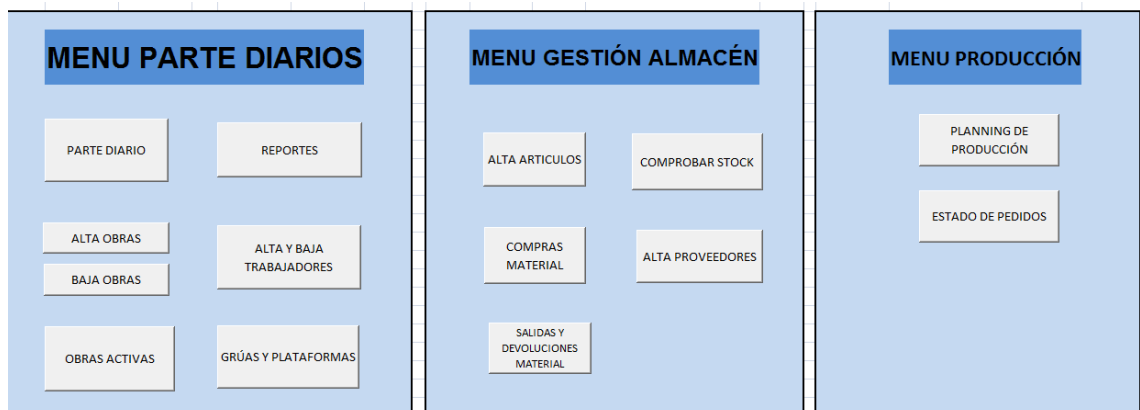 MENU PARTE DIARIOS
PARTE DIARIO
REPORTES
ALTA OBRAS
BAJA OBRAS
ALTA Y BAJA
TRABAJADORES
OBRAS ACTIVAS
GRÚAS Y PLATAFORMAS
MENU GESTIÓN ALMACÉN
ALTA ARTICULOS
COMPROBAR STOCK
COMPRAS
MATERIAL
ALTA PROVEEDORES
SALIDAS Y
DEVOLUCIONES
MATERIAL
MENU PRODUCCIÓN
PLANNING DE
PRODUCCIÓN
ESTADO DE PEDIDOS